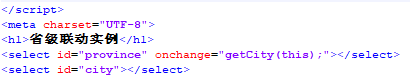 </script>
<meta charset="UTF-8">
<h1>省级联动实例</h1>
<select id="province" onchange="getCity(this);"></select>
<select id="city"></select>